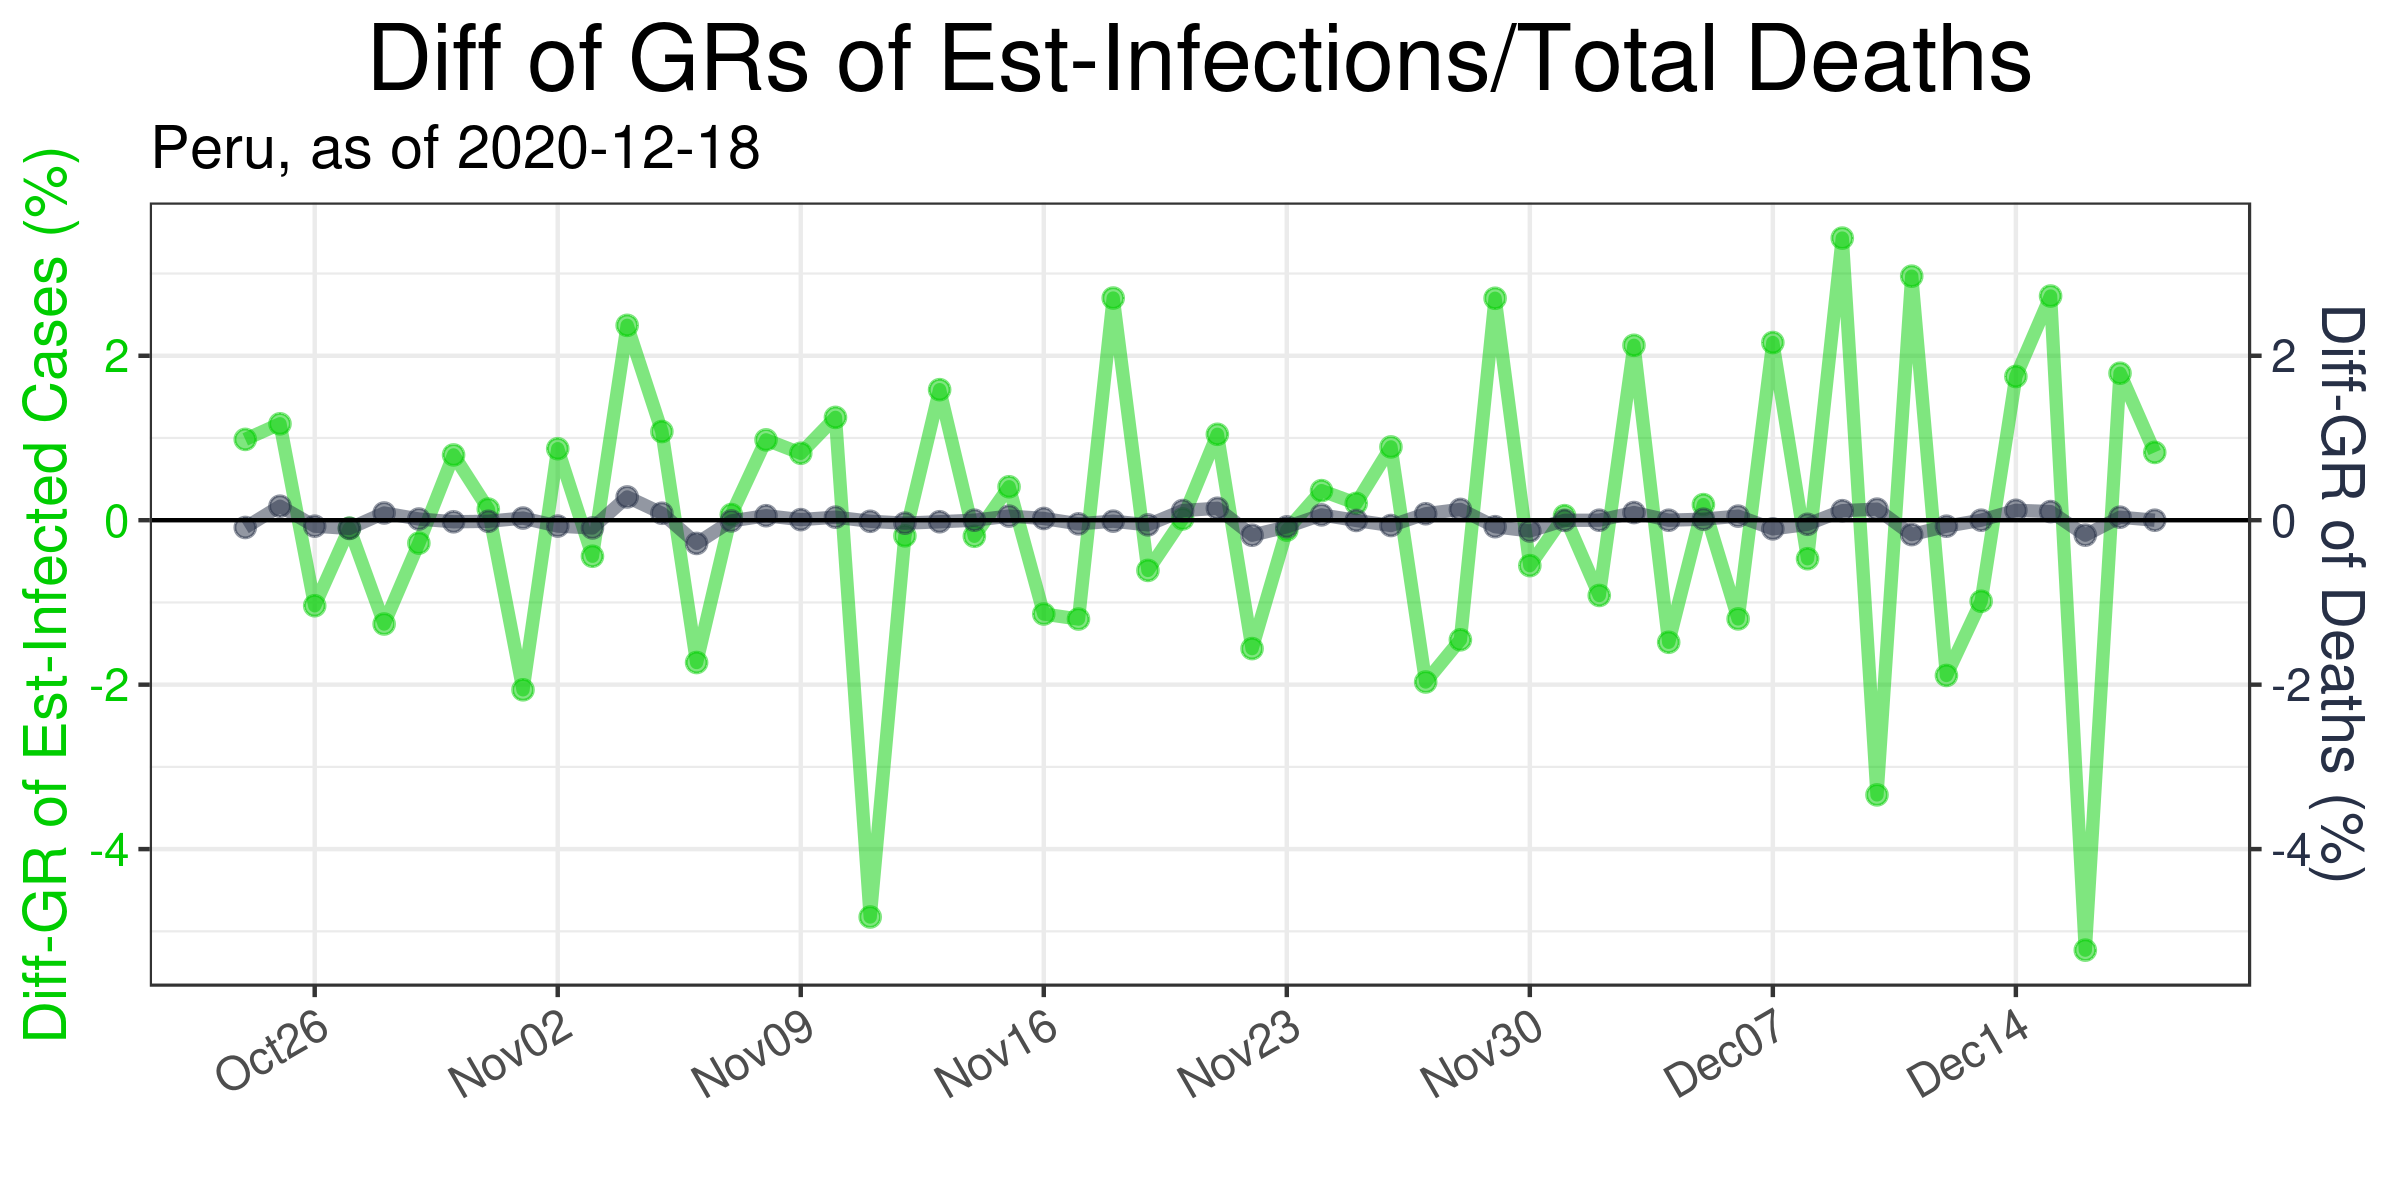 Diff of GRs of Est-Infections/Total Deaths
Peru, as of 2020-12-18
Diff-GR of Est-Infected Cases (%)
2
0
-2
-4
2
0
-2
-4
Diff-GR of Deaths (%)
Oct26
Nov02
Nov09
Nov16
Nov23
Nov30
Dec07
Dec14